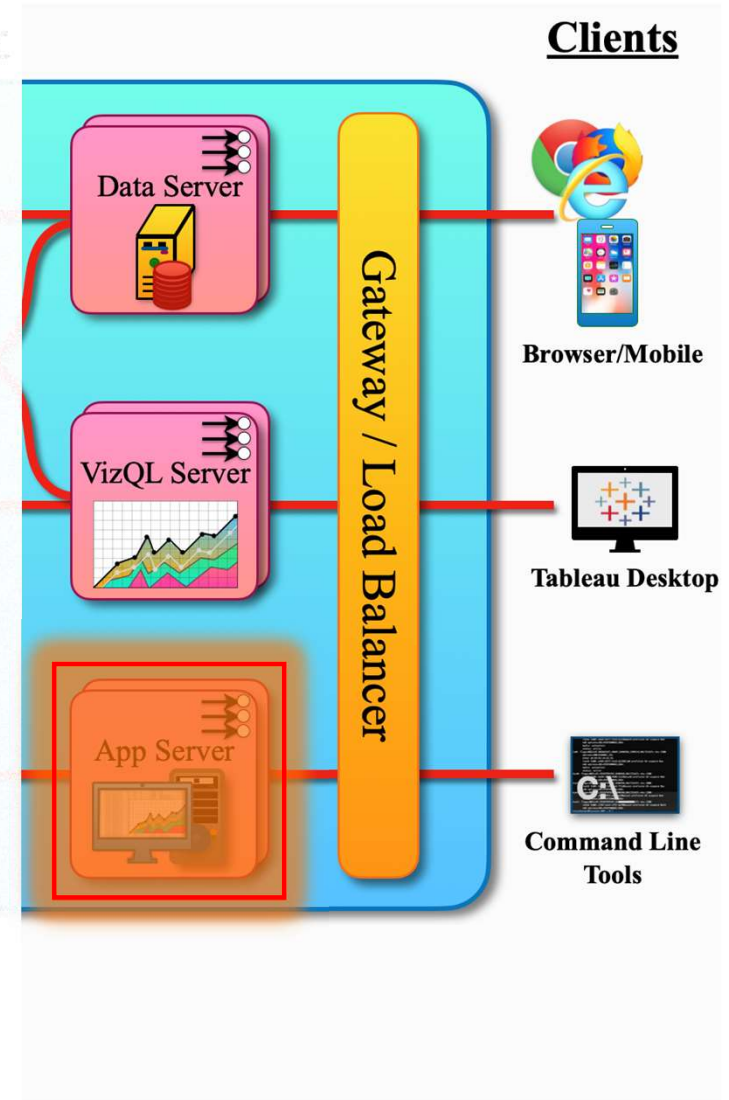 Clients
Data Server
Gateway / Load Balancer
Browser/Mobile
VizQL Server
Tableau Desktop
App Server
C:\_
Command Line
Tools